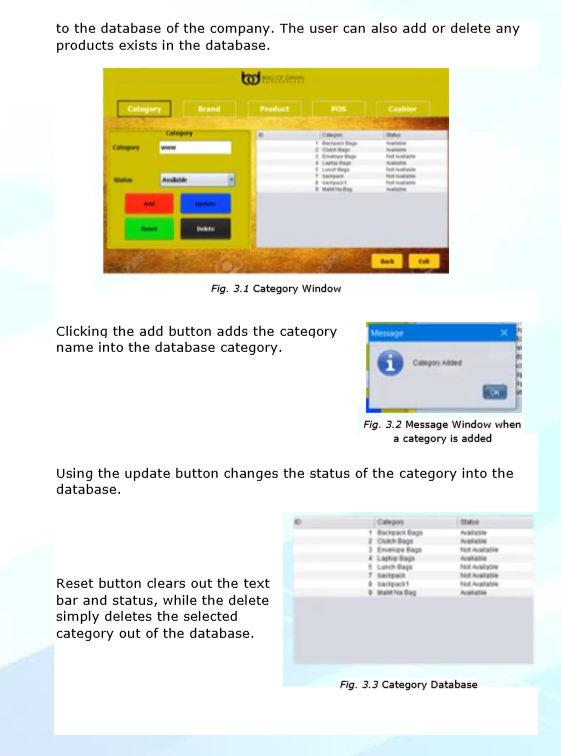 to the database of the company. The user can also add or delete any
products exists in the database.
BAG OF DAWN
Category Brand Product POS Cashier
Category
Category www
Status Available
Add Update
Reset Delete
ID Category Status
1 Backpack Bags Available
2 Clutch Bags Available
3 Envelope Bags Not Available
4 Laptop Bags Available
5 Lunch Bags Not Available
7 backpack Not Available
8 backpack1 Not Available
9 Maliit Na Bag Available
Back Exit
Fig. 3.1 Category Window
Clicking the add button adds the category
name into the database category.
Message
Category Added
OK
Fig. 3.2 Message Window when
a category is added
Using the update button changes the status of the category into the
database.
ID Category Status
1 Backpack Bags Available
2 Clutch Bags Available
3 Envelope Bags Not Available
4 Laptop Bags Available
5 Lunch Bags Not Available
7 backpack Not Available
8 backpack1 Not Available
9 Maliit Na Bag Available
Reset button clears out the text
bar and status, while the delete
simply deletes the selected
category out of the database.
Fig. 3.3 Category Database